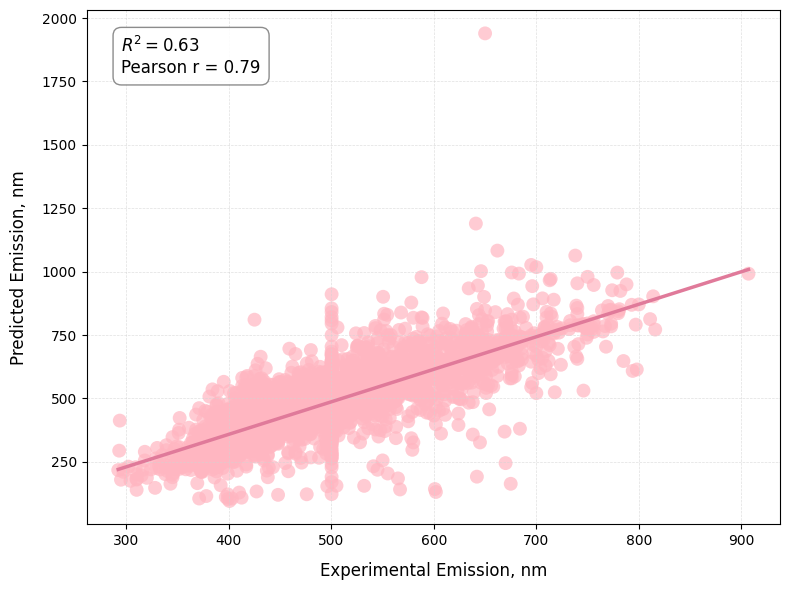 2000
1750
1500
1250
1000
750
500
250
Predicted Emission, nm
R² = 0.63
Pearson r = 0.79
300 400 500 600 700 800 900
Experimental Emission, nm